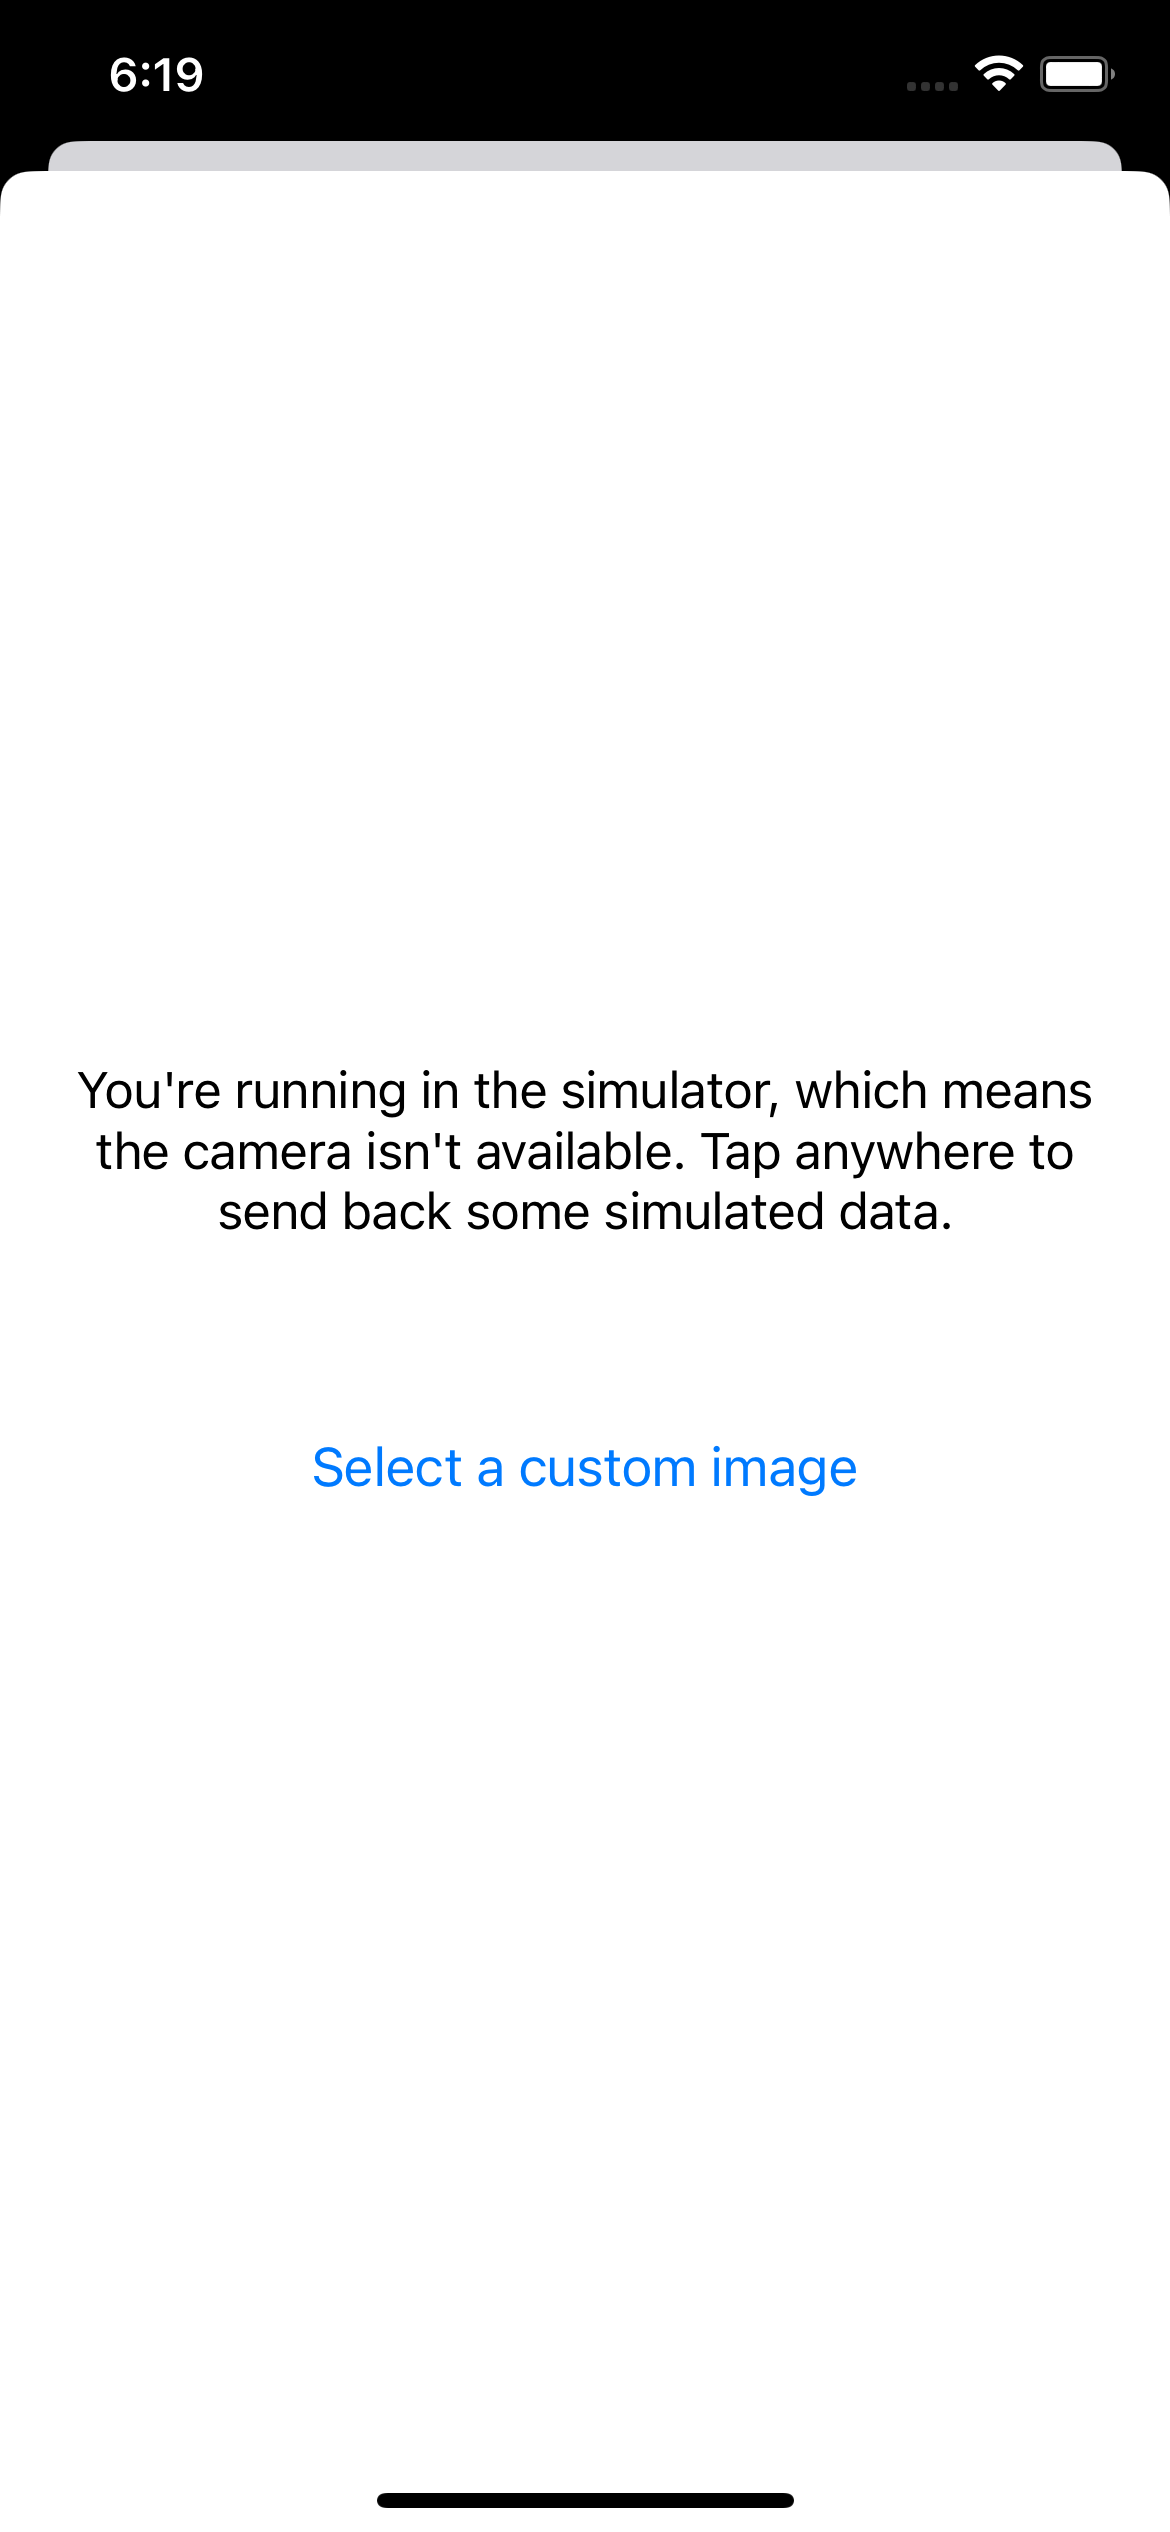 6:19
You're running in the simulator, which means
the camera isn't available. Tap anywhere to
send back some simulated data.
Select a custom image